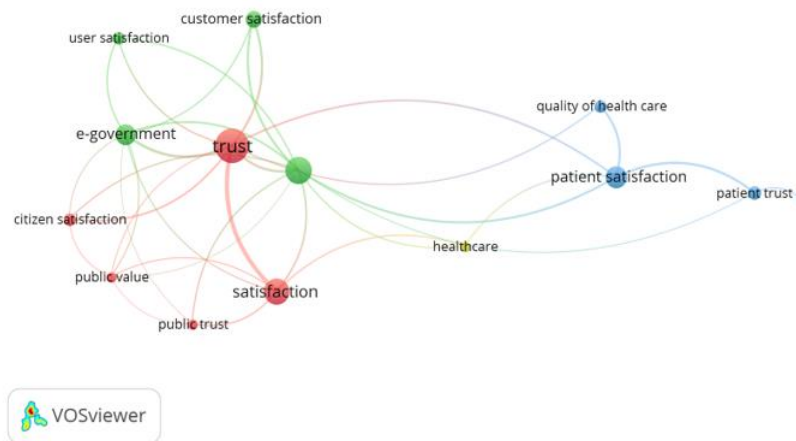 customer satisfaction
user satisfaction
quality of health care
e-government
trust
patient satisfaction
patient trust
citizen satisfaction
healthcare
public value
satisfaction
public trust
VOSviewer